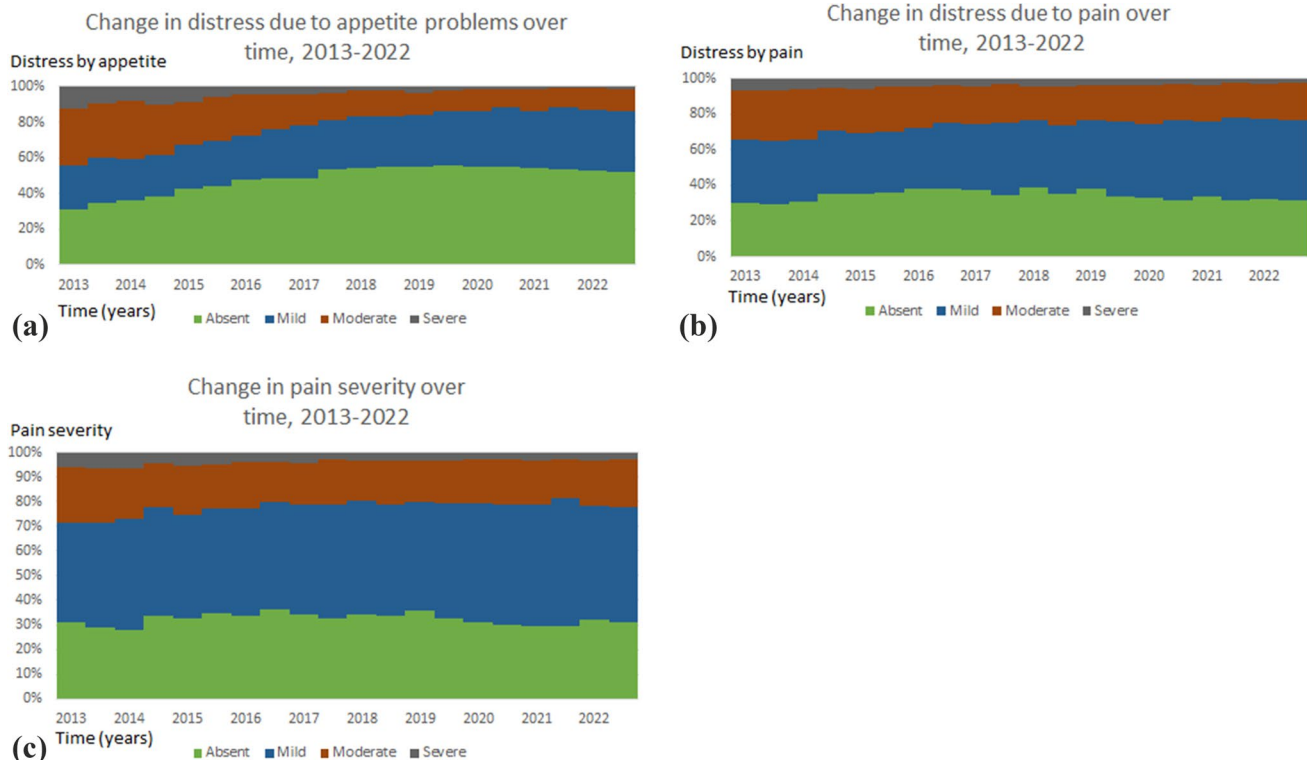 Change in distress due to appetite problems over
time, 2013-2022
Distress by appetite
100%
80%
60%
40%
20%
0%
2013 2014 2015 2016 2017 2018 2019 2020 2021 2022
Time (years)
Absent Mild Moderate Severe
(a)
Change in distress due to pain over
time, 2013-2022
Distress by pain
100%
80%
60%
40%
20%
0%
2013 2014 2015 2016 2017 2018 2019 2020 2021 2022
Time (years)
Absent Mild Moderate Severe
(b)
Change in pain severity over
time, 2013-2022
Pain severity
100%
90%
80%
70%
60%
50%
40%
30%
20%
10%
0%
2013 2014 2015 2016 2017 2018 2019 2020 2021 2022
Time (years)
Absent Mild Moderate Severe
(c)